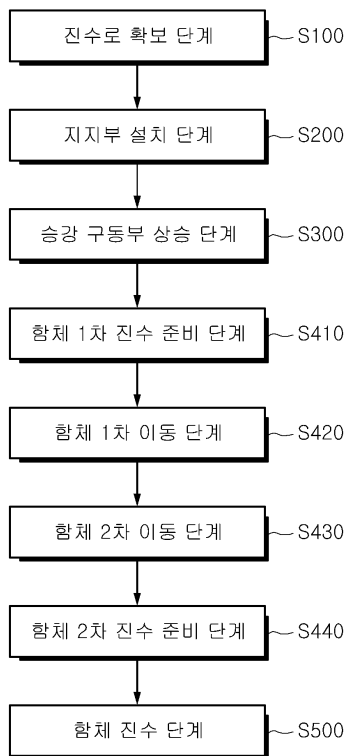 진수로 확보 단계 S100
지지부 설치 단계 S200
승강 구동부 상승 단계 S300
함체 1차 진수 준비 단계 S410
함체 1차 이동 단계 S420
함체 2차 이동 단계 S430
함체 2차 진수 준비 단계 S440
함체 진수 단계 S500